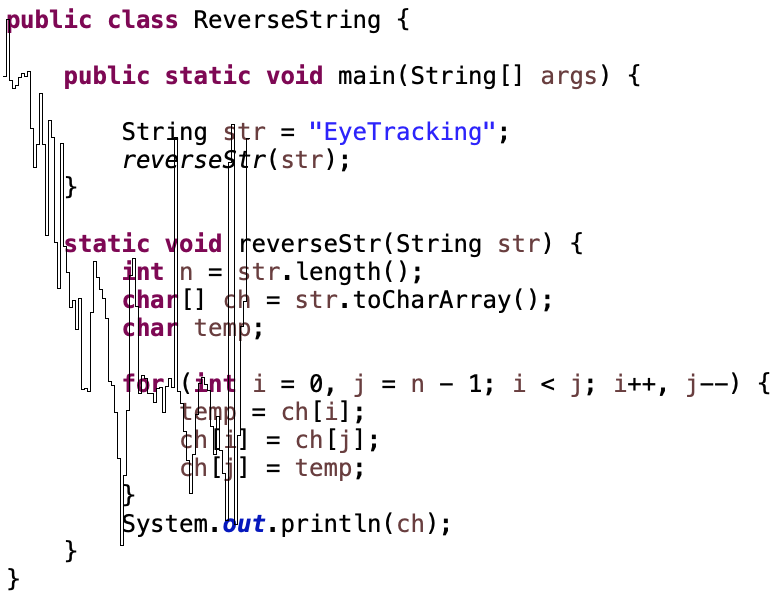 public class ReverseString {
public static void main(String[] args) {
String str = "EyeTracking";
reverseStr(str);
}
static void reverseStr(String str) {
int n = str.length();
char[] ch = str.toCharArray();
char temp;
for (int i = 0, j = n - 1; i < j; i++, j--) {
temp = ch[i];
ch[i] = ch[j];
ch[j] = temp;
}
System.out.println(ch);
}
}